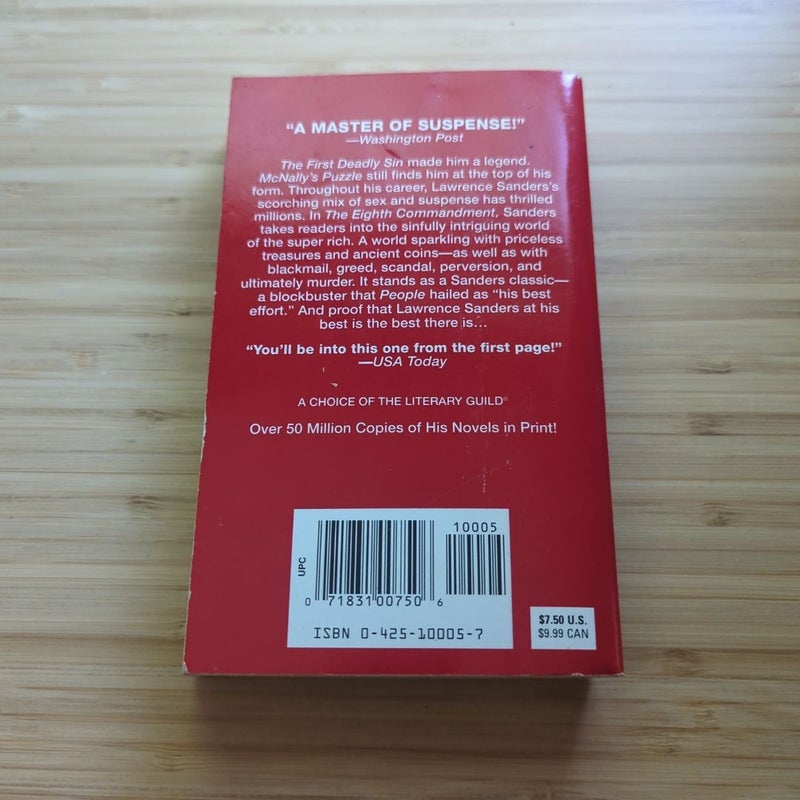 "A MASTER OF SUSPENSE!"
—Washington Post
The First Deadly Sin made him a legend.
McNally's Puzzle still finds him at the top of his
form. Throughout his career, Lawrence Sanders's
scorching mix of sex and suspense has thrilled
millions. In The Eighth Commandment, Sanders
takes readers into the sinfully intriguing world
of the super rich. A world sparkling with priceless
treasures and ancient coins—as well as with
blackmail, greed, scandal, perversion, and
ultimately murder. It stands as a Sanders classic—
a blockbuster that People hailed as "his best
effort." And proof that Lawrence Sanders at his
best is the best there is...
"You'll be into this one from the first page!"
—USA Today
A CHOICE OF THE LITERARY GUILD®
Over 50 Million Copies of His Novels in Print!
UPC
10005
0 71831 00750 6
ISBN 0-425-10005-7
$7.50 U.S.
$9.99 CAN